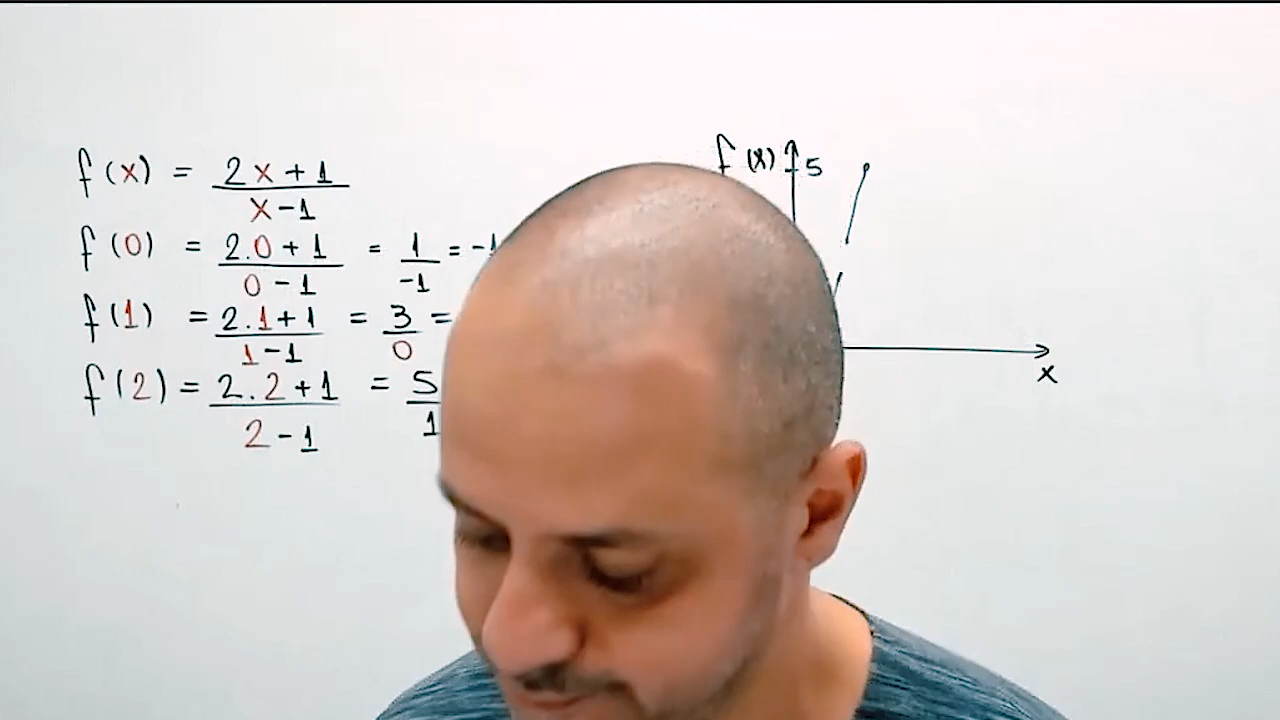 f(x) = 2x+1 / x-1
f(0) = 2.0+1 / 0-1 = 1 / -1 = -1
f(1) = 2.1+1 / 1-1 = 3 / 0 =
f(2) = 2.2+1 / 2-1 = 5 / 1
f(x) 5
x